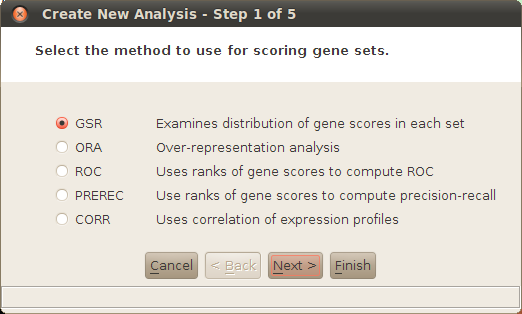 Create New Analysis - Step 1 of 5
Select the method to use for scoring gene sets.
GSR Examines distribution of gene scores in each set
ORA Over-representation analysis
ROC Uses ranks of gene scores to compute ROC
PREREC Use ranks of gene scores to compute precision-recall
CORR Uses correlation of expression profiles
Cancel < Back Next > Finish